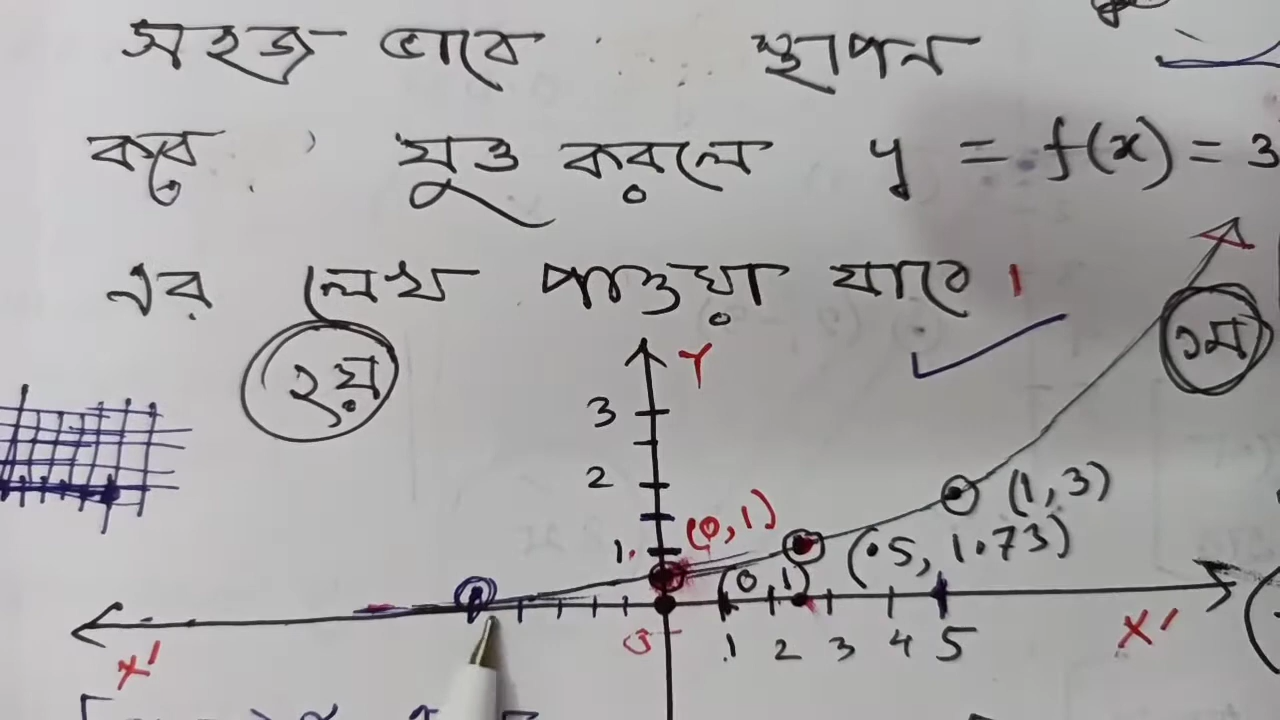 সহজ ভাবে স্থাপন
করে যুক্ত করলে y = f(x) = 3
এর লেখ পাওয়া যাবে ।
২য়
১ম
Y
3
2
1.
(0, 1)
(1, 3)
(.5, 1.73)
(0, 1)
X' 0 1 2 3 4 5 X'